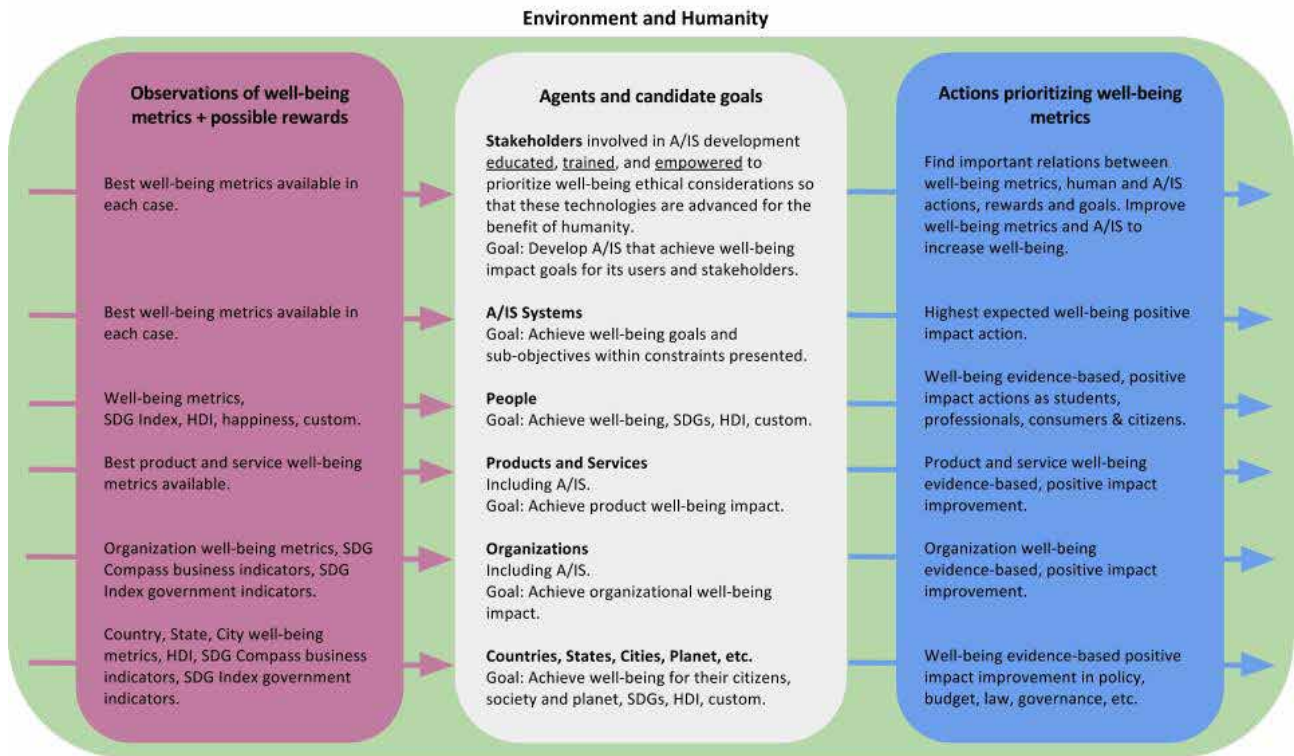 Environment and Humanity
Observations of well-being
metrics + possible rewards
Best well-being metrics available in
each case.
Best well-being metrics available in
each case.
Well-being metrics,
SDG Index, HDI, happiness, custom.
Best product and service well-being
metrics available.
Organization well-being metrics, SDG
Compass business indicators, SDG
Index government indicators.
Country, State, City well-being
metrics, HDI, SDG Compass business
indicators, SDG Index government
indicators.
Agents and candidate goals
Stakeholders involved in A/IS development
educated, trained, and empowered to
prioritize well-being ethical considerations so
that these technologies are advanced for the
benefit of humanity.
Goal: Develop A/IS that achieve well-being
impact goals for its users and stakeholders.
A/IS Systems
Goal: Achieve well-being goals and
sub-objectives within constraints presented.
People
Goal: Achieve well-being, SDGs, HDI, custom.
Products and Services
Including A/IS.
Goal: Achieve product well-being impact.
Organizations
Including A/IS.
Goal: Achieve organizational well-being
impact.
Countries, States, Cities, Planet, etc.
Goal: Achieve well-being for their citizens,
society and planet, SDGs, HDI, custom.
Actions prioritizing well-being
metrics
Find important relations between
well-being metrics, human and A/IS
actions, rewards and goals. Improve
well-being metrics and A/IS to
increase well-being.
Highest expected well-being positive
impact action.
Well-being evidence-based, positive
impact actions as students,
professionals, consumers & citizens.
Product and service well-being
evidence-based, positive impact
improvement.
Organization well-being
evidence-based, positive impact
improvement.
Well-being evidence-based positive
impact improvement in policy,
budget, law, governance, etc.